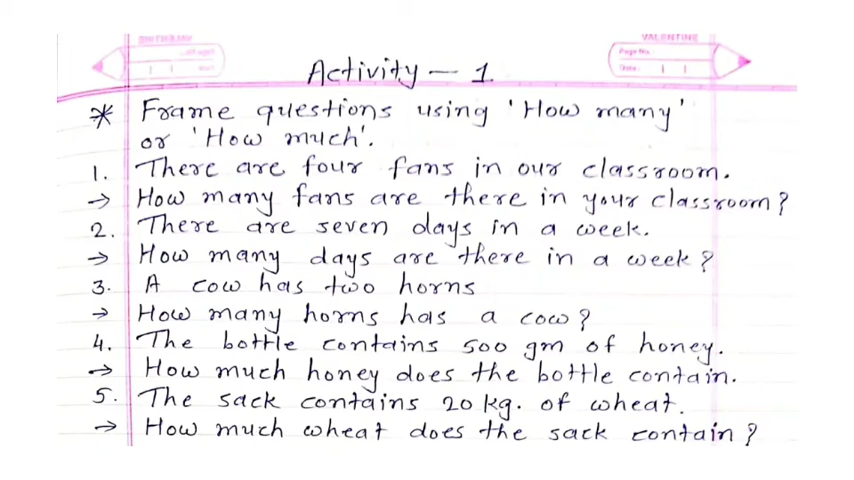 VALENTINE
Page No.
Date: | |
Activity – 1
* Frame questions using 'How many'
or 'How much'.
1. There are four fans in our classroom.
→ How many fans are there in your classroom?
2. There are seven days in a week.
→ How many days are there in a week?
3. A cow has two horns
→ How many horns has a cow?
4. The bottle contains 500 gm of honey.
→ How much honey does the bottle contain.
5. The sack contains 20 kg. of wheat.
→ How much wheat does the sack contain?